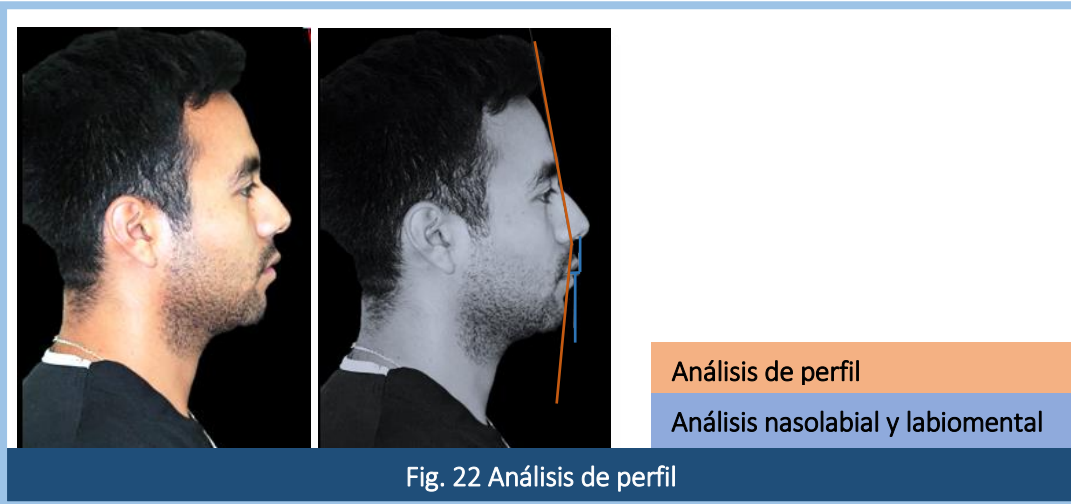 Análisis de perfil
Análisis nasolabial y labiomental
Fig. 22 Análisis de perfil